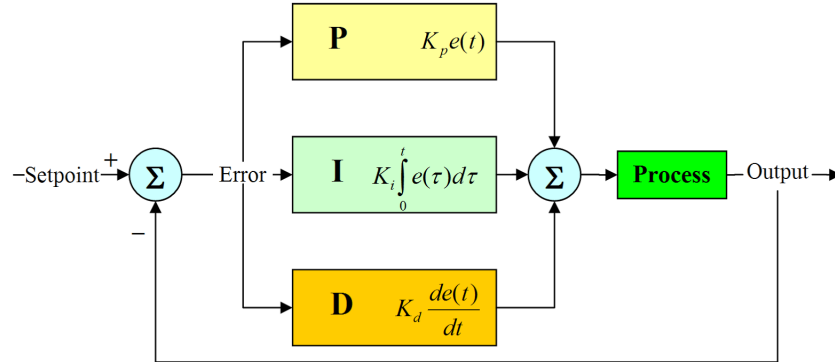 P K_p e(t)
Setpoint + Σ Error I K_i ∫_0^t e(τ)dτ Σ Process Output
−
D K_d de(t)/dt